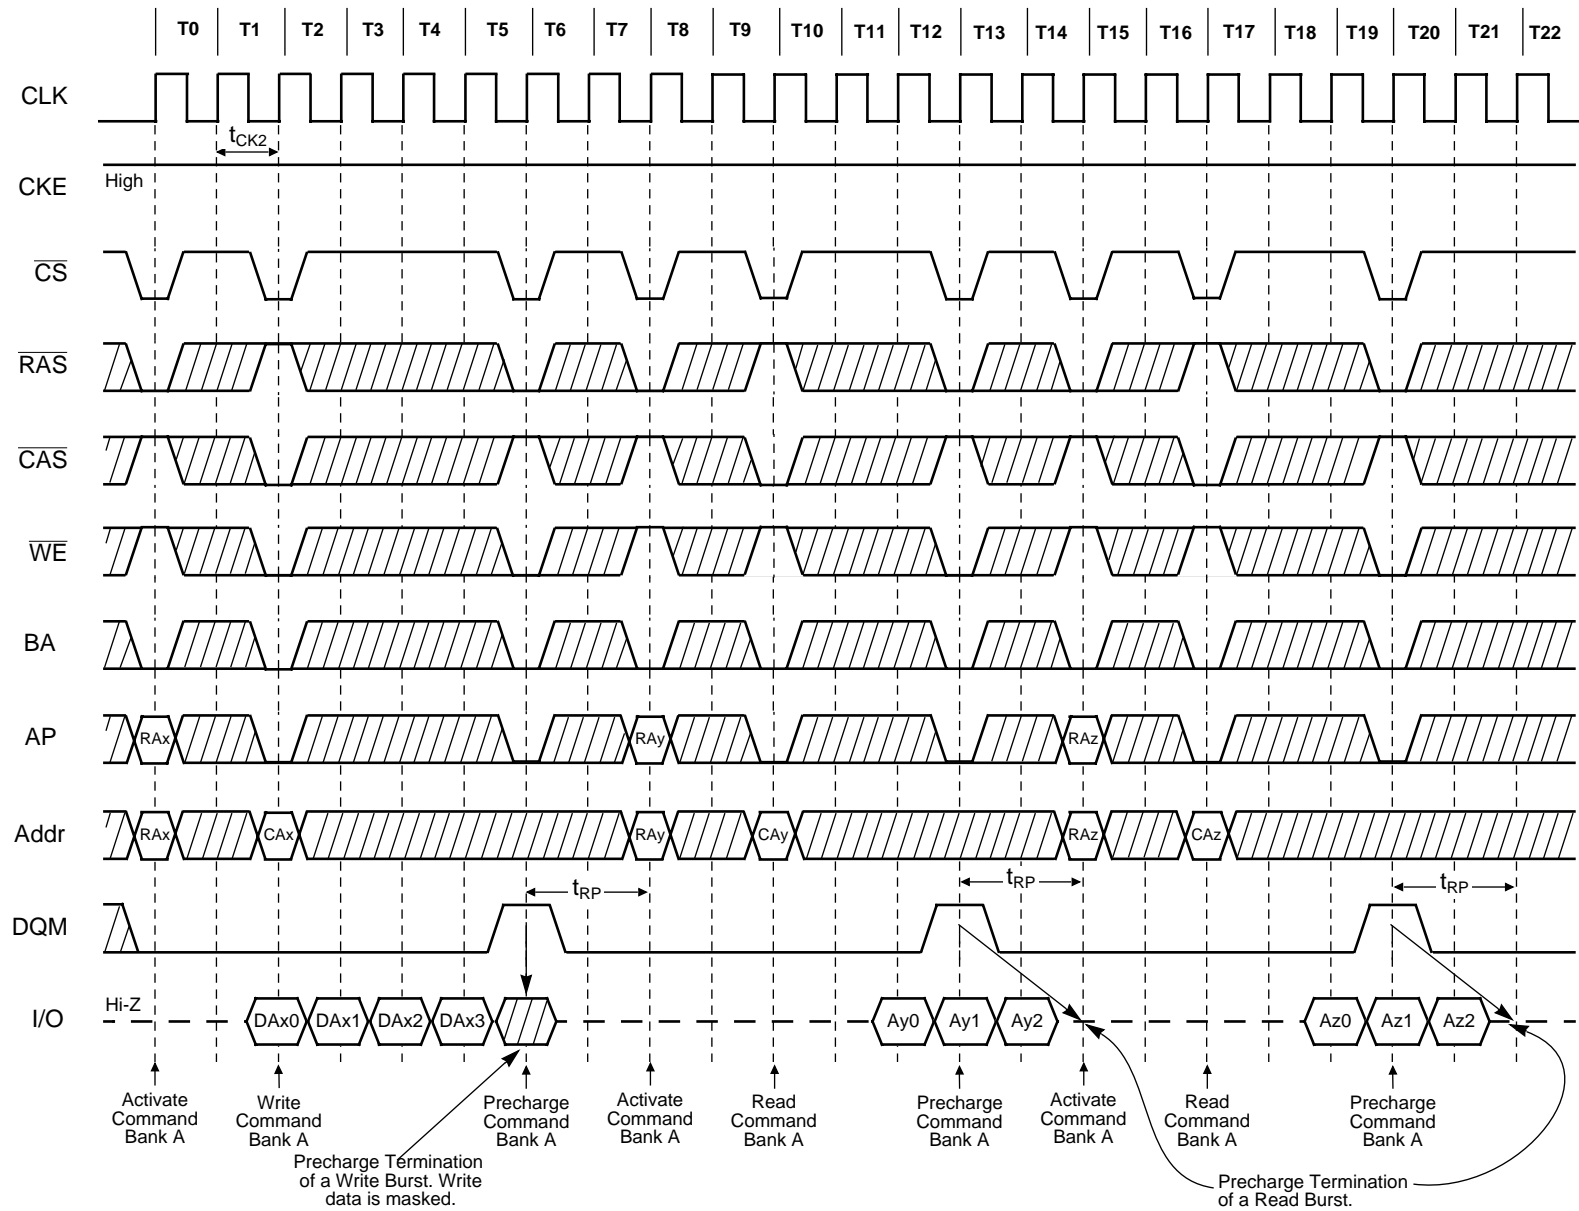 T0 T1 T2 T3 T4 T5 T6 T7 T8 T9 T10 T11 T12 T13 T14 T15 T16 T17 T18 T19 T20 T21 T22
CLK
tCK2
CKE High
CS
RAS
CAS
WE
BA
AP RAx RAy RAz
Addr RAx CAx RAy CAy RAz CAz
tRP tRP tRP
DQM
I/O Hi-Z DAx0 DAx1 DAx2 DAx3 Ay0 Ay1 Ay2 Az0 Az1 Az2
Activate
Command
Bank A
Write
Command
Bank A
Precharge
Command
Bank A
Activate
Command
Bank A
Read
Command
Bank A
Precharge
Command
Bank A
Activate
Command
Bank A
Read
Command
Bank A
Precharge
Command
Bank A
Precharge Termination
of a Write Burst. Write
data is masked.
Precharge Termination
of a Read Burst.